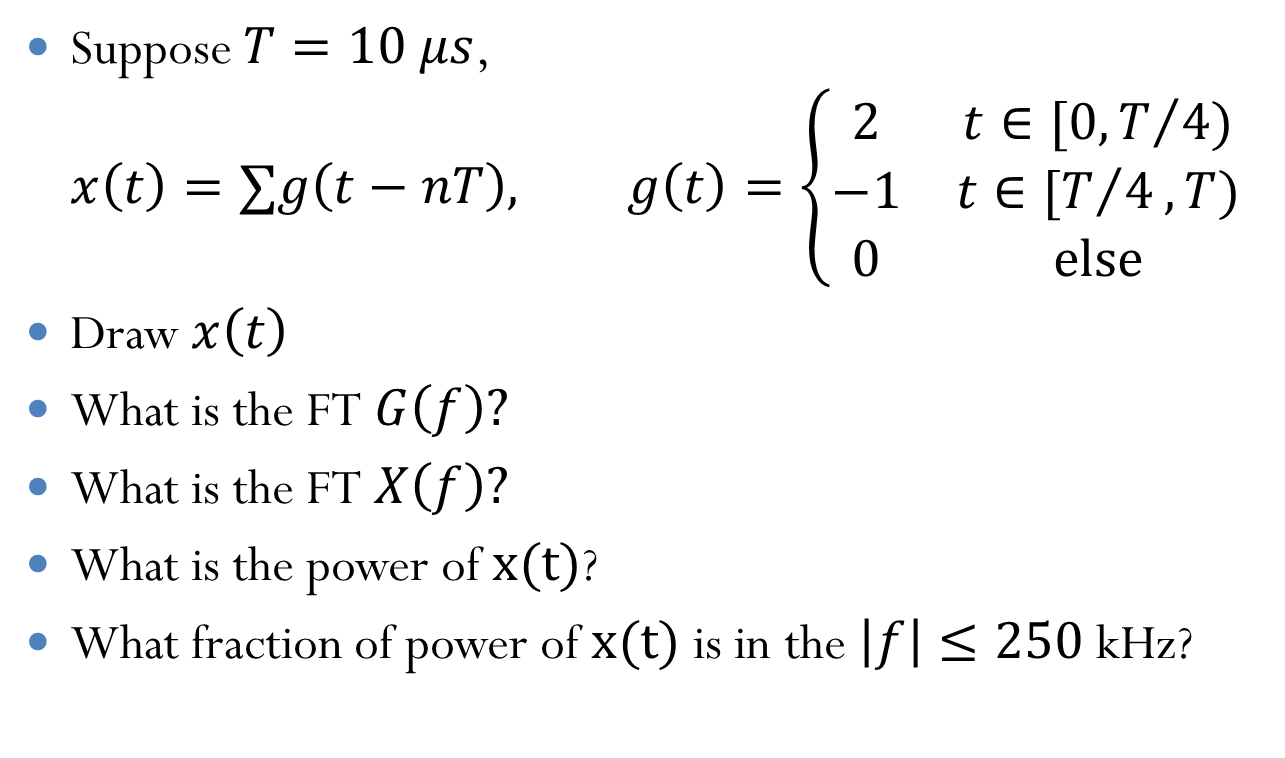 • Suppose T = 10 μs,
x(t) = ∑g(t − nT), g(t) = { 2 t ∈ [0, T/4)
−1 t ∈ [T/4 , T)
0 else
• Draw x(t)
• What is the FT G(f)?
• What is the FT X(f)?
• What is the power of x(t)?
• What fraction of power of x(t) is in the |f| ≤ 250 kHz?